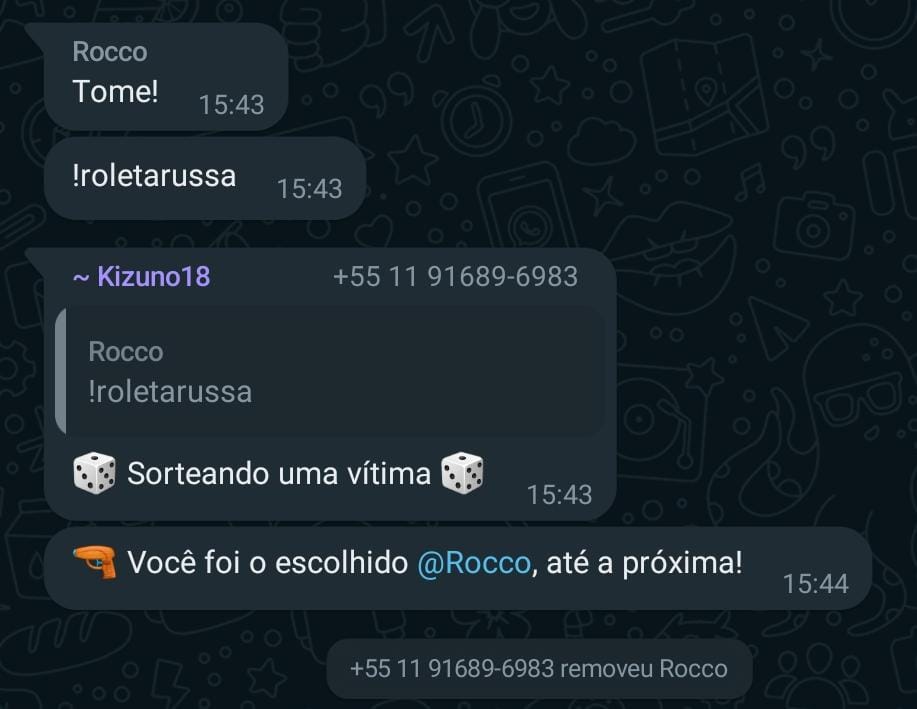 Rocco
Tome!
15:43
!roletarussa
15:43
~ Kizuno18
+55 11 91689-6983
Rocco
!roletarussa
🎲 Sorteando uma vítima 🎲
15:43
🔫 Você foi o escolhido @Rocco, até a próxima!
15:44
+55 11 91689-6983 removeu Rocco